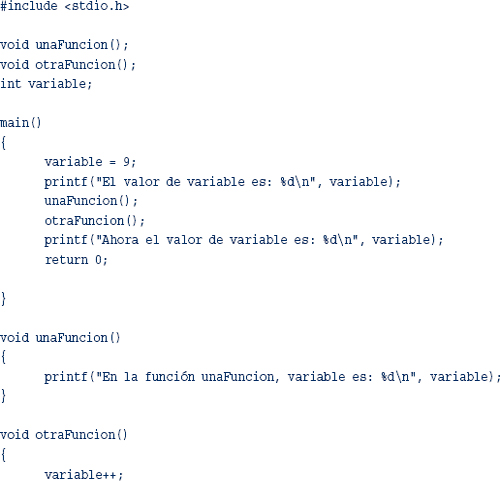 #include <stdio.h>

void unaFuncion();
void otraFuncion();
int variable;

main()
{
      variable = 9;
      printf("El valor de variable es: %d\n", variable);
      unaFuncion();
      otraFuncion();
      printf("Ahora el valor de variable es: %d\n", variable);
      return 0;

}

void unaFuncion()
{
      printf("En la función unaFuncion, variable es: %d\n", variable);
}

void otraFuncion()
{
      variable++;